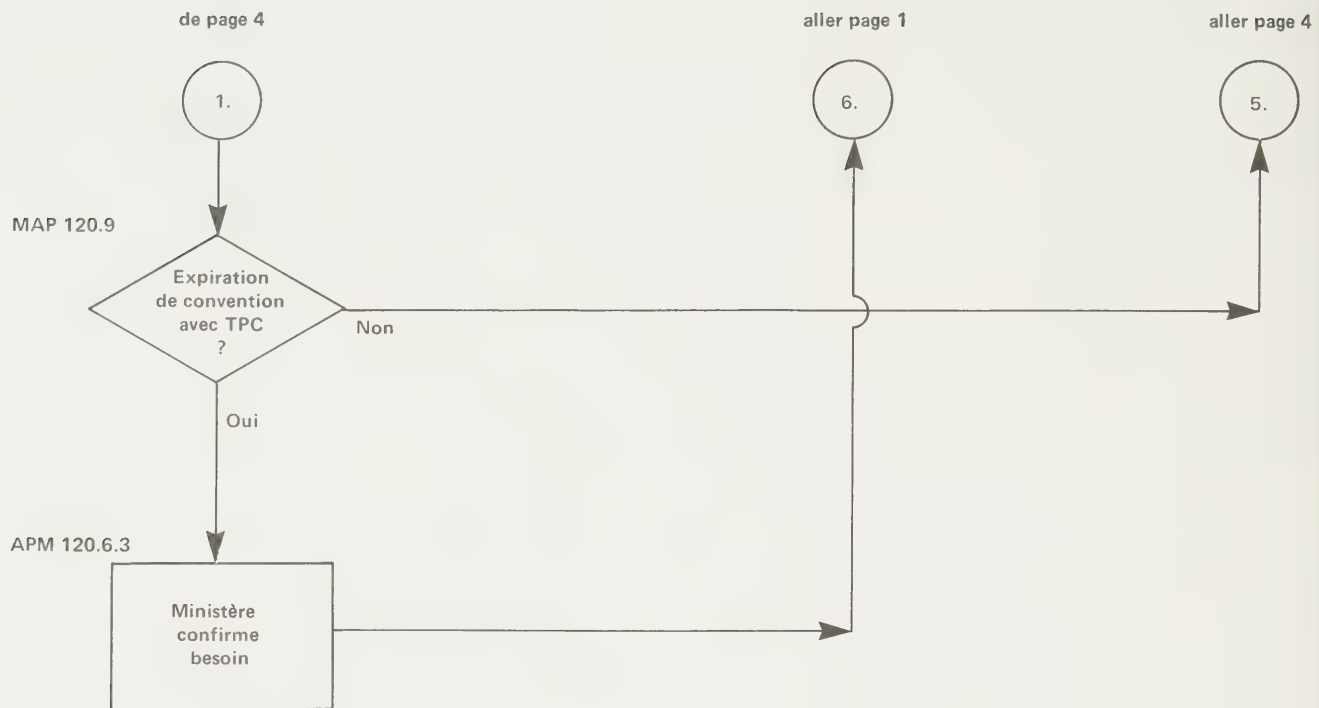 de page 4
aller page 1
aller page 4
1.
6.
5.
MAP 120.9
Expiration
de convention
avec TPC
?
Non
Oui
APM 120.6.3
Ministère
confirme
besoin